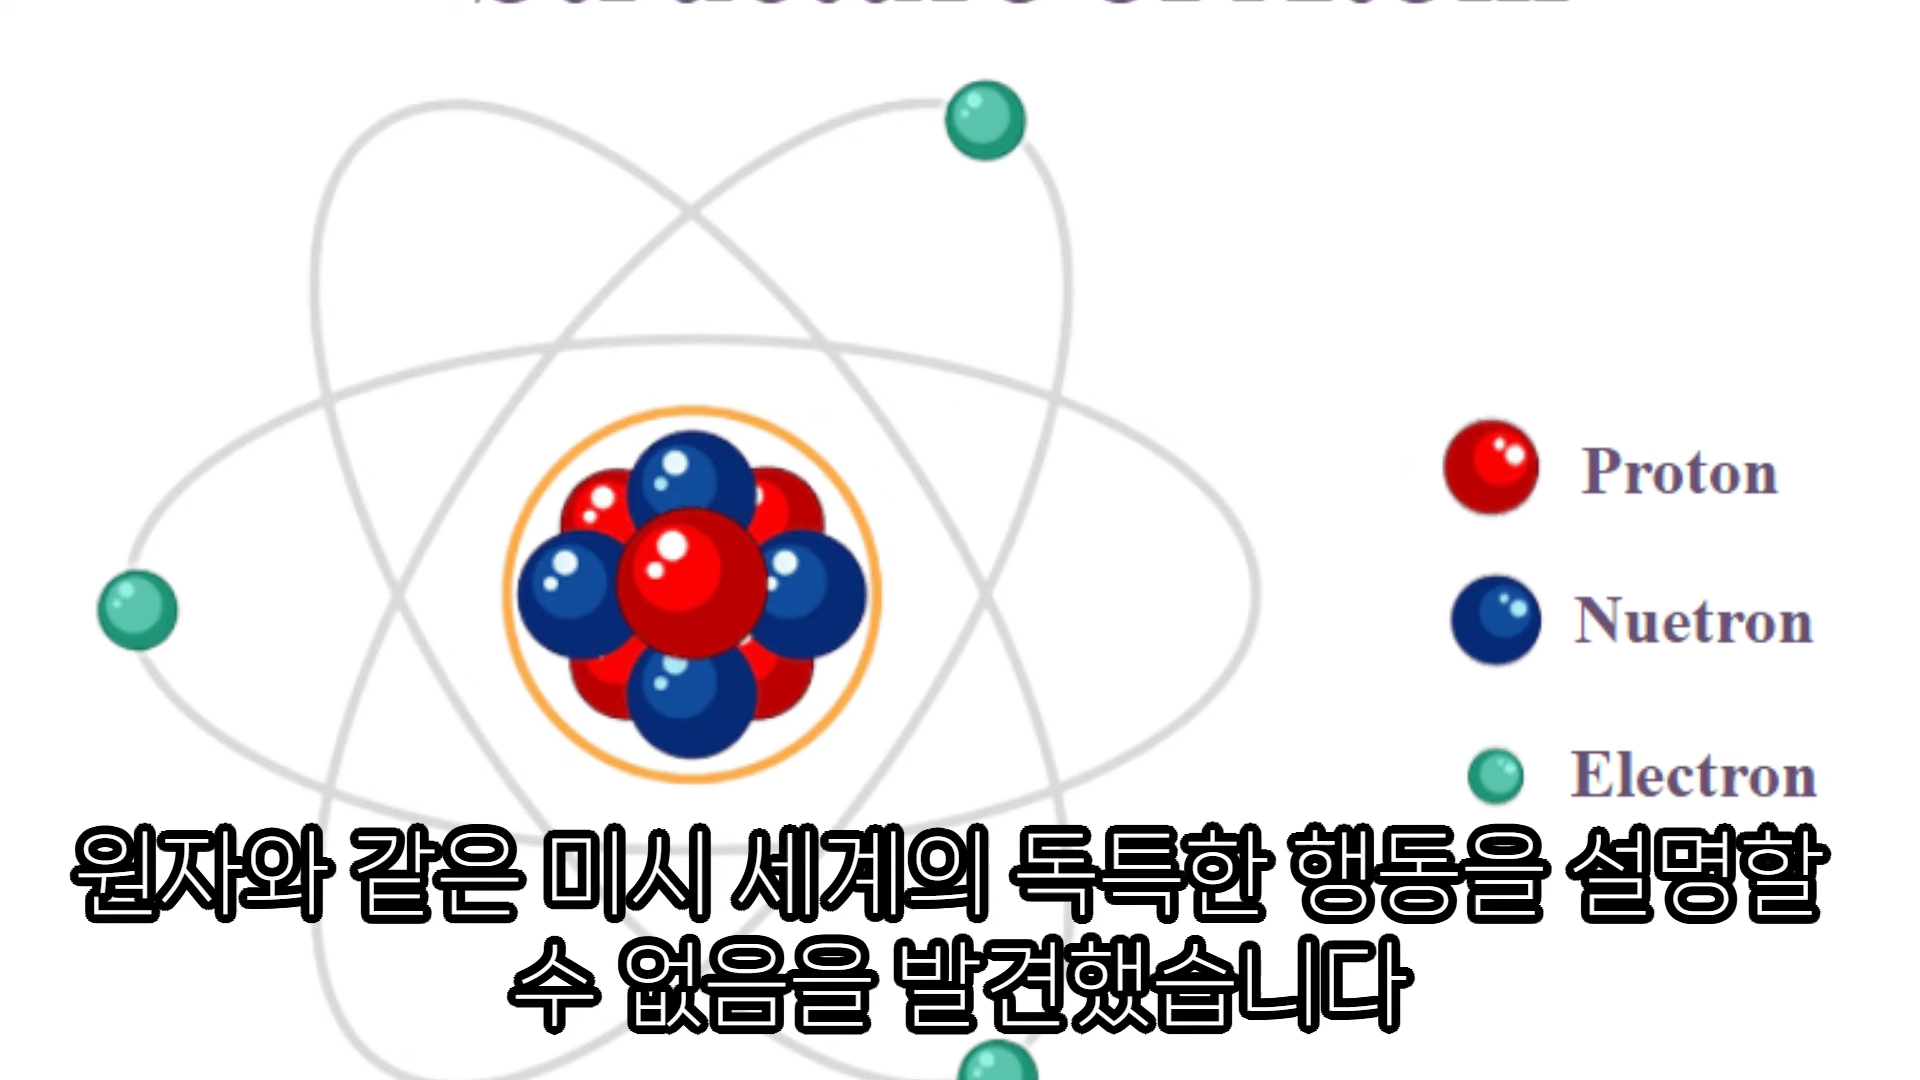 Proton
Nuetron
Electron
원자와 같은 미시 세계의 독특한 행동을 설명할
수 없음을 발견했습니다